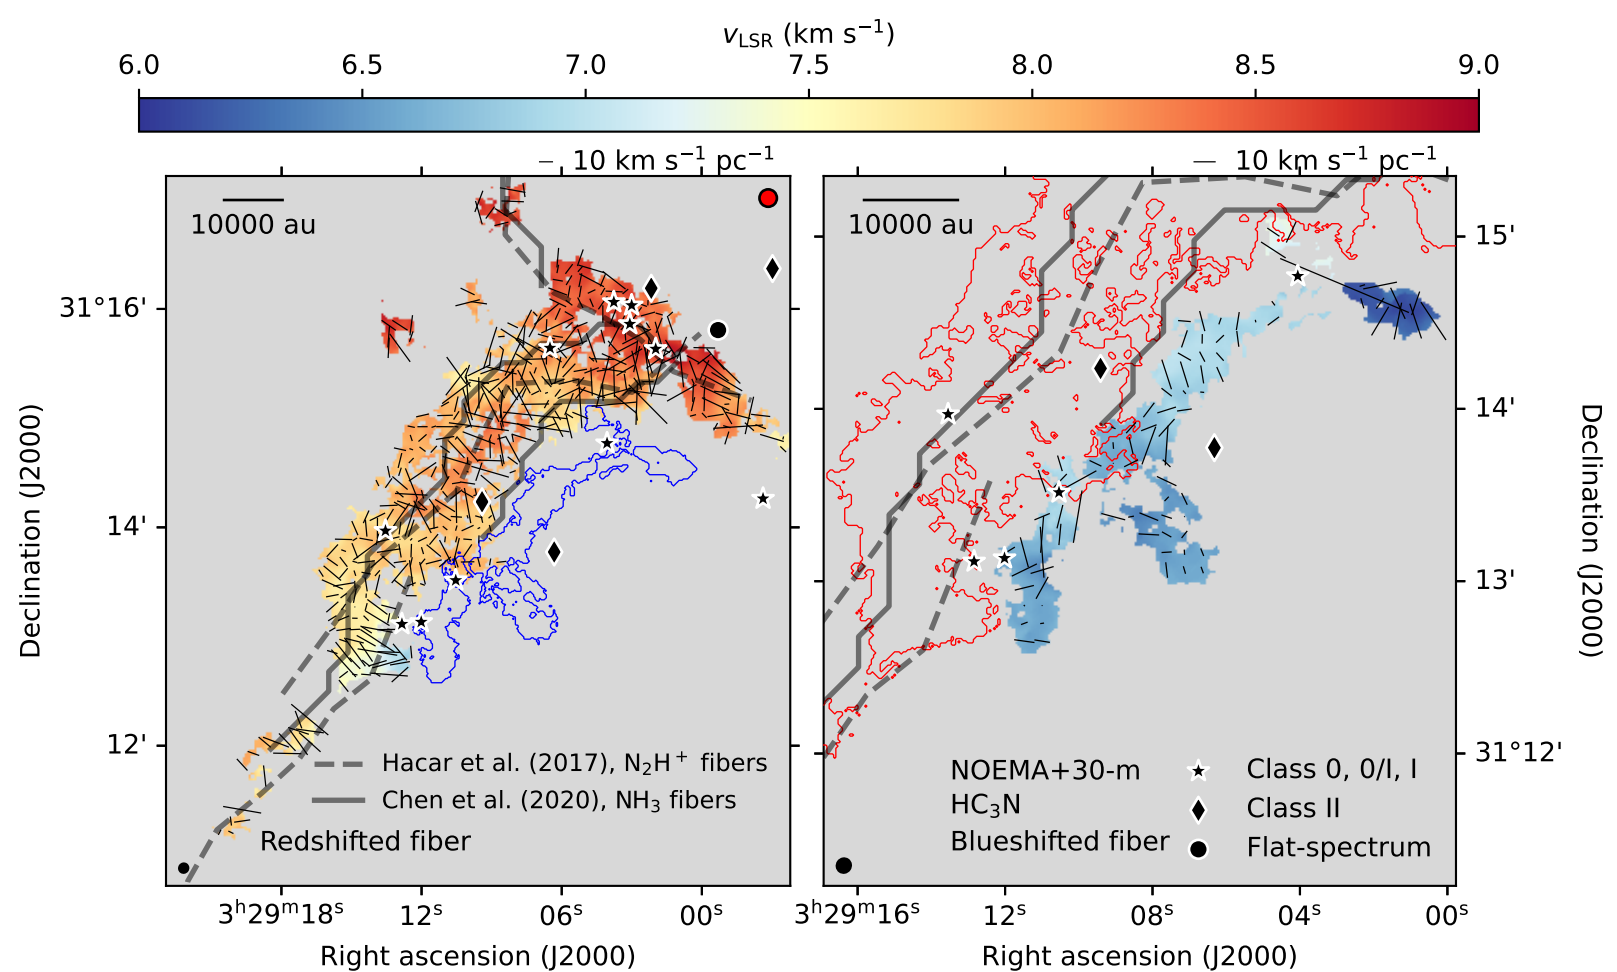 v_LSR (km s⁻¹)
6.0 6.5 7.0 7.5 8.0 8.5 9.0
– 10 km s⁻¹ pc⁻¹
— 10 km s⁻¹ pc⁻¹
10000 au
31°16'
14'
12'
Declination (J2000)
Hacar et al. (2017), N₂H⁺ fibers
Chen et al. (2020), NH₃ fibers
Redshifted fiber
3ʰ29ᵐ18ˢ 12ˢ 06ˢ 00ˢ
Right ascension (J2000)
10000 au
15'
14'
13'
31°12'
Declination (J2000)
NOEMA+30-m
HC₃N
Blueshifted fiber
Class 0, 0/I, I
Class II
Flat-spectrum
3ʰ29ᵐ16ˢ 12ˢ 08ˢ 04ˢ 00ˢ
Right ascension (J2000)